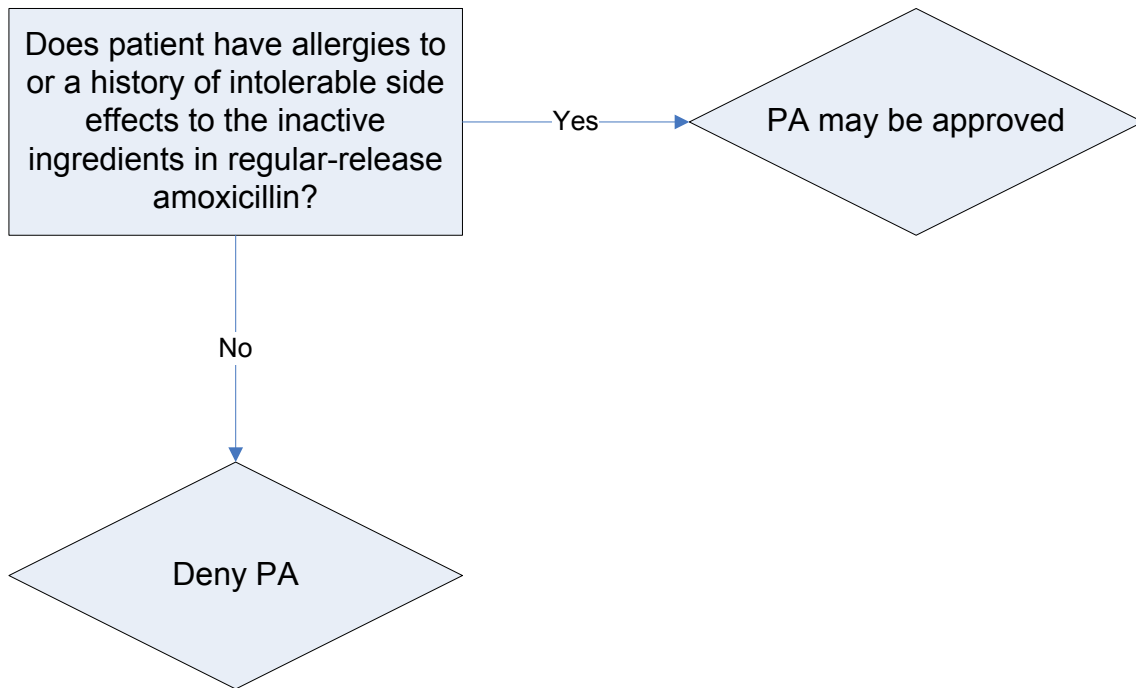 Does patient have allergies to
or a history of intolerable side
effects to the inactive
ingredients in regular-release
amoxicillin?
Yes
PA may be approved
No
Deny PA